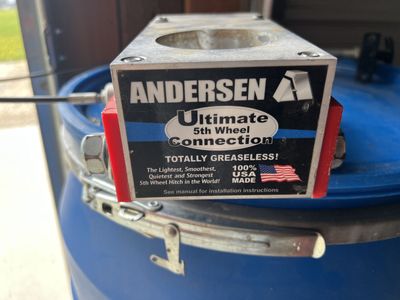 ANDERSEN
Ultimate
5th Wheel
Connection
TOTALLY GREASELESS!
The Lightest, Smoothest,
Quietest and Strongest
5th Wheel Hitch in the World!
100%
USA
MADE
See manual for installation instructions